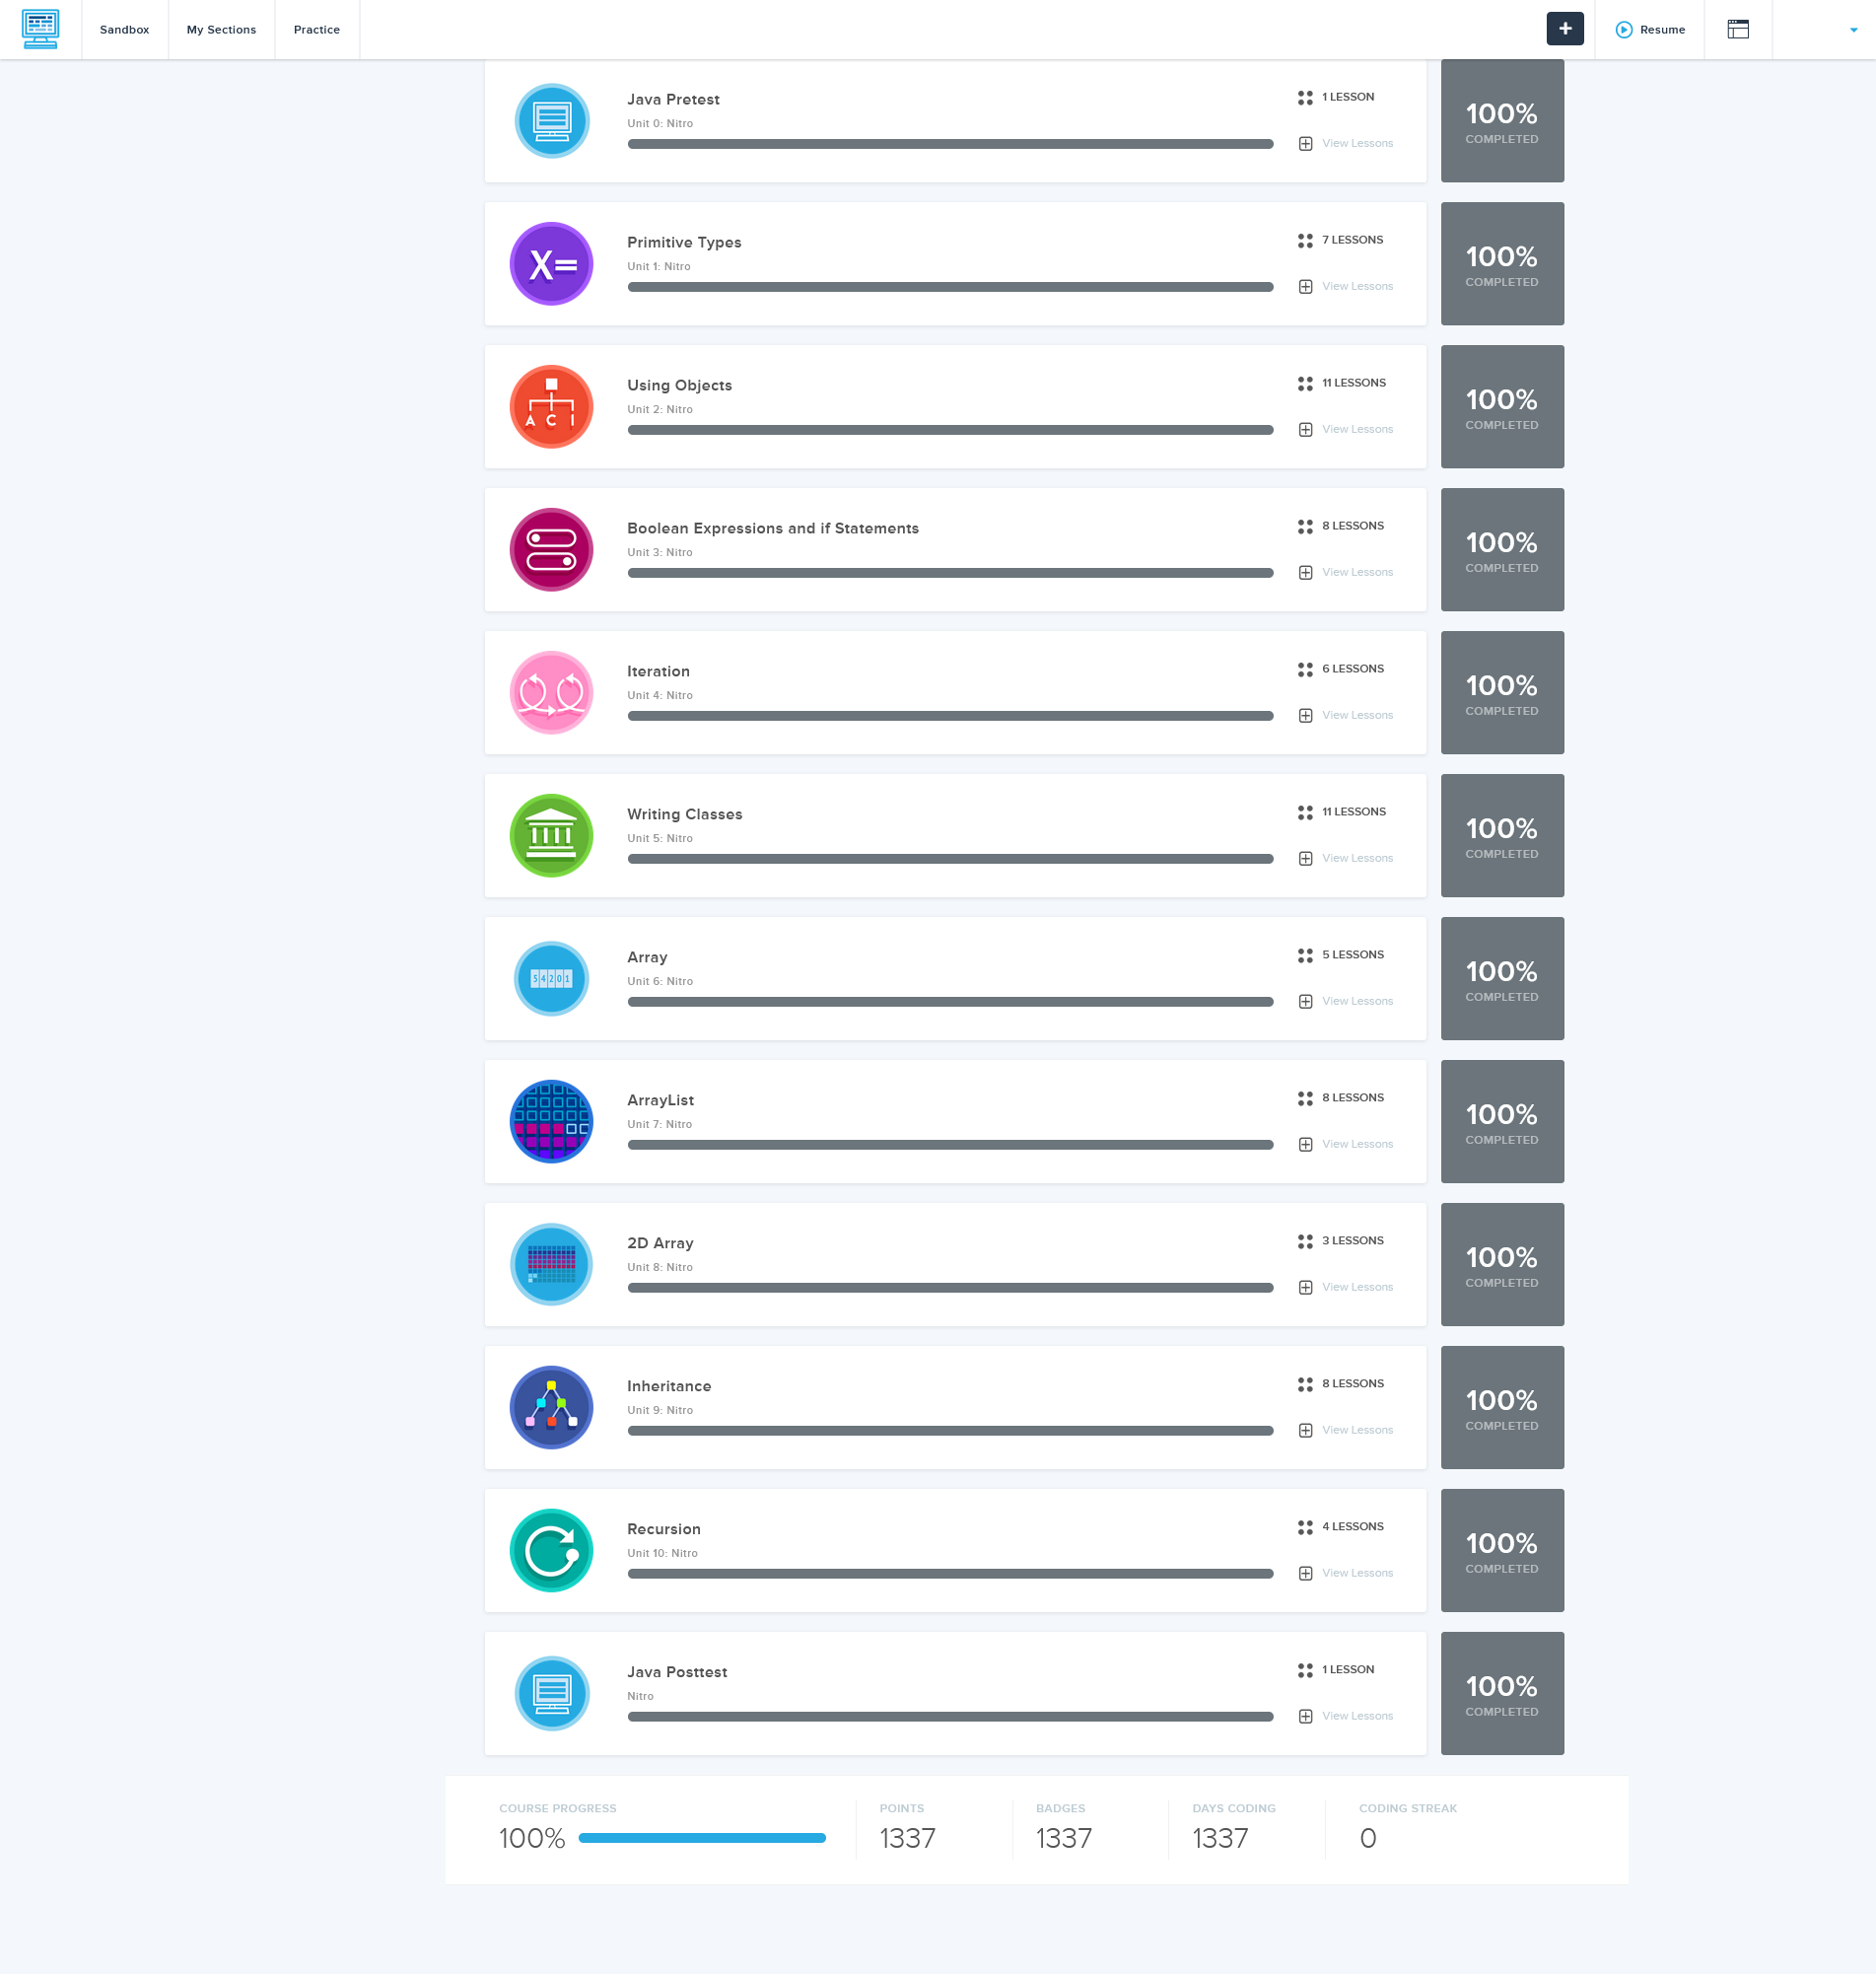 Sandbox
My Sections
Practice
+
Resume
Java Pretest
Unit 0: Nitro
1 LESSON
View Lessons
100%
COMPLETED
X=
Primitive Types
Unit 1: Nitro
7 LESSONS
View Lessons
100%
COMPLETED
A C I
Using Objects
Unit 2: Nitro
11 LESSONS
View Lessons
100%
COMPLETED
Boolean Expressions and if Statements
Unit 3: Nitro
8 LESSONS
View Lessons
100%
COMPLETED
Iteration
Unit 4: Nitro
6 LESSONS
View Lessons
100%
COMPLETED
Writing Classes
Unit 5: Nitro
11 LESSONS
View Lessons
100%
COMPLETED
54201
Array
Unit 6: Nitro
5 LESSONS
View Lessons
100%
COMPLETED
ArrayList
Unit 7: Nitro
8 LESSONS
View Lessons
100%
COMPLETED
2D Array
Unit 8: Nitro
3 LESSONS
View Lessons
100%
COMPLETED
Inheritance
Unit 9: Nitro
8 LESSONS
View Lessons
100%
COMPLETED
Recursion
Unit 10: Nitro
4 LESSONS
View Lessons
100%
COMPLETED
Java Posttest
Nitro
1 LESSON
View Lessons
100%
COMPLETED
COURSE PROGRESS
100%
POINTS
1337
BADGES
1337
DAYS CODING
1337
CODING STREAK
0